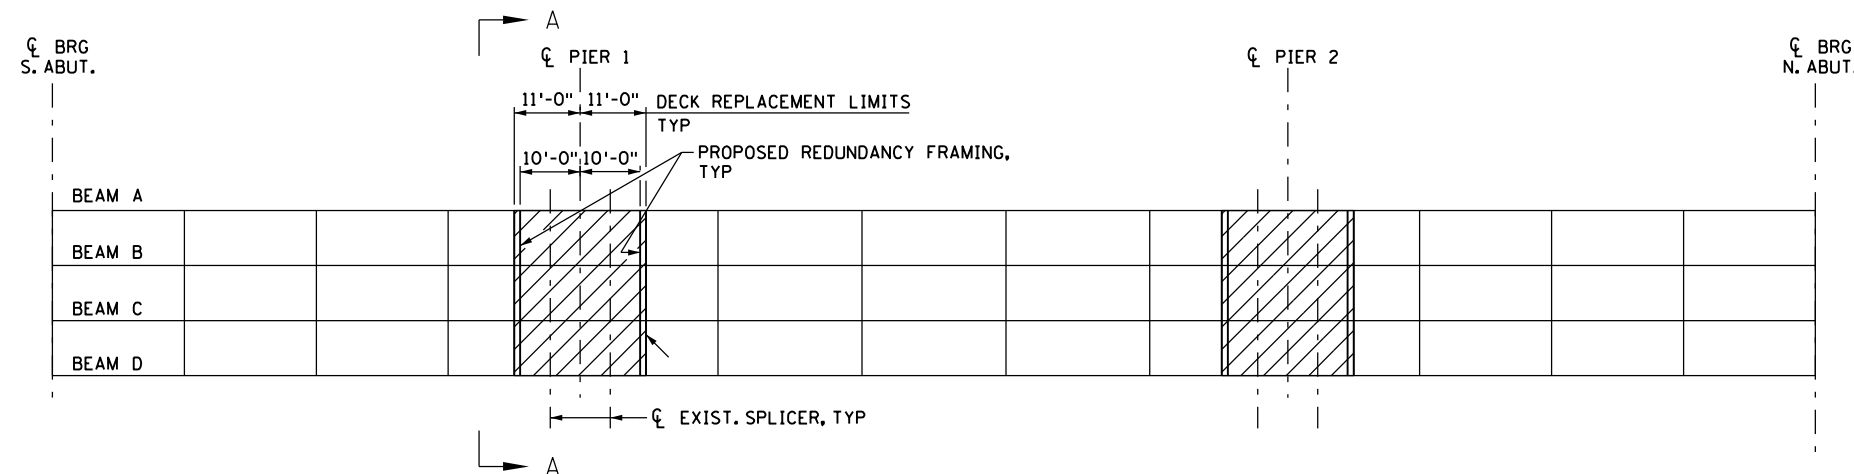 A
℄ BRG
S. ABUT.
℄ PIER 1
℄ PIER 2
℄ BRG
N. ABUT.
11'-0" 11'-0" DECK REPLACEMENT LIMITS
TYP
10'-0" 10'-0" PROPOSED REDUNDANCY FRAMING,
TYP
BEAM A
BEAM B
BEAM C
BEAM D
℄ EXIST. SPLICER, TYP
A